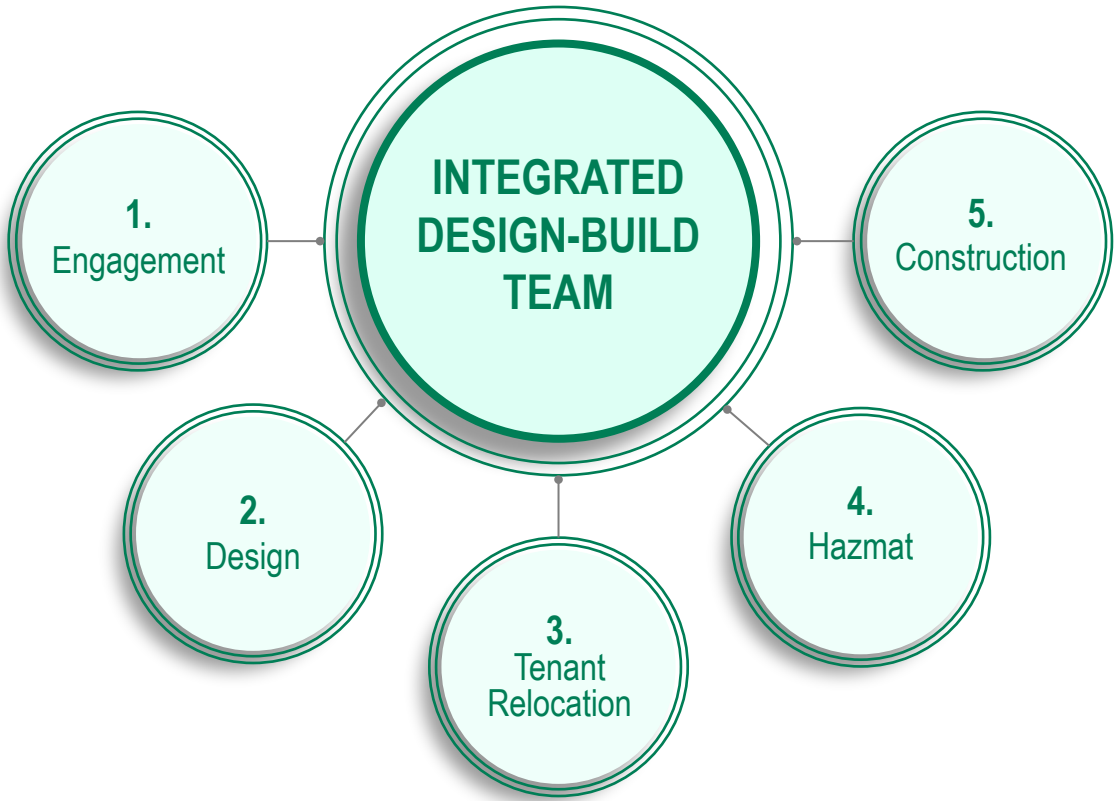 INTEGRATED
DESIGN-BUILD
TEAM
1.
Engagement
2.
Design
3.
Tenant
Relocation
4.
Hazmat
5.
Construction